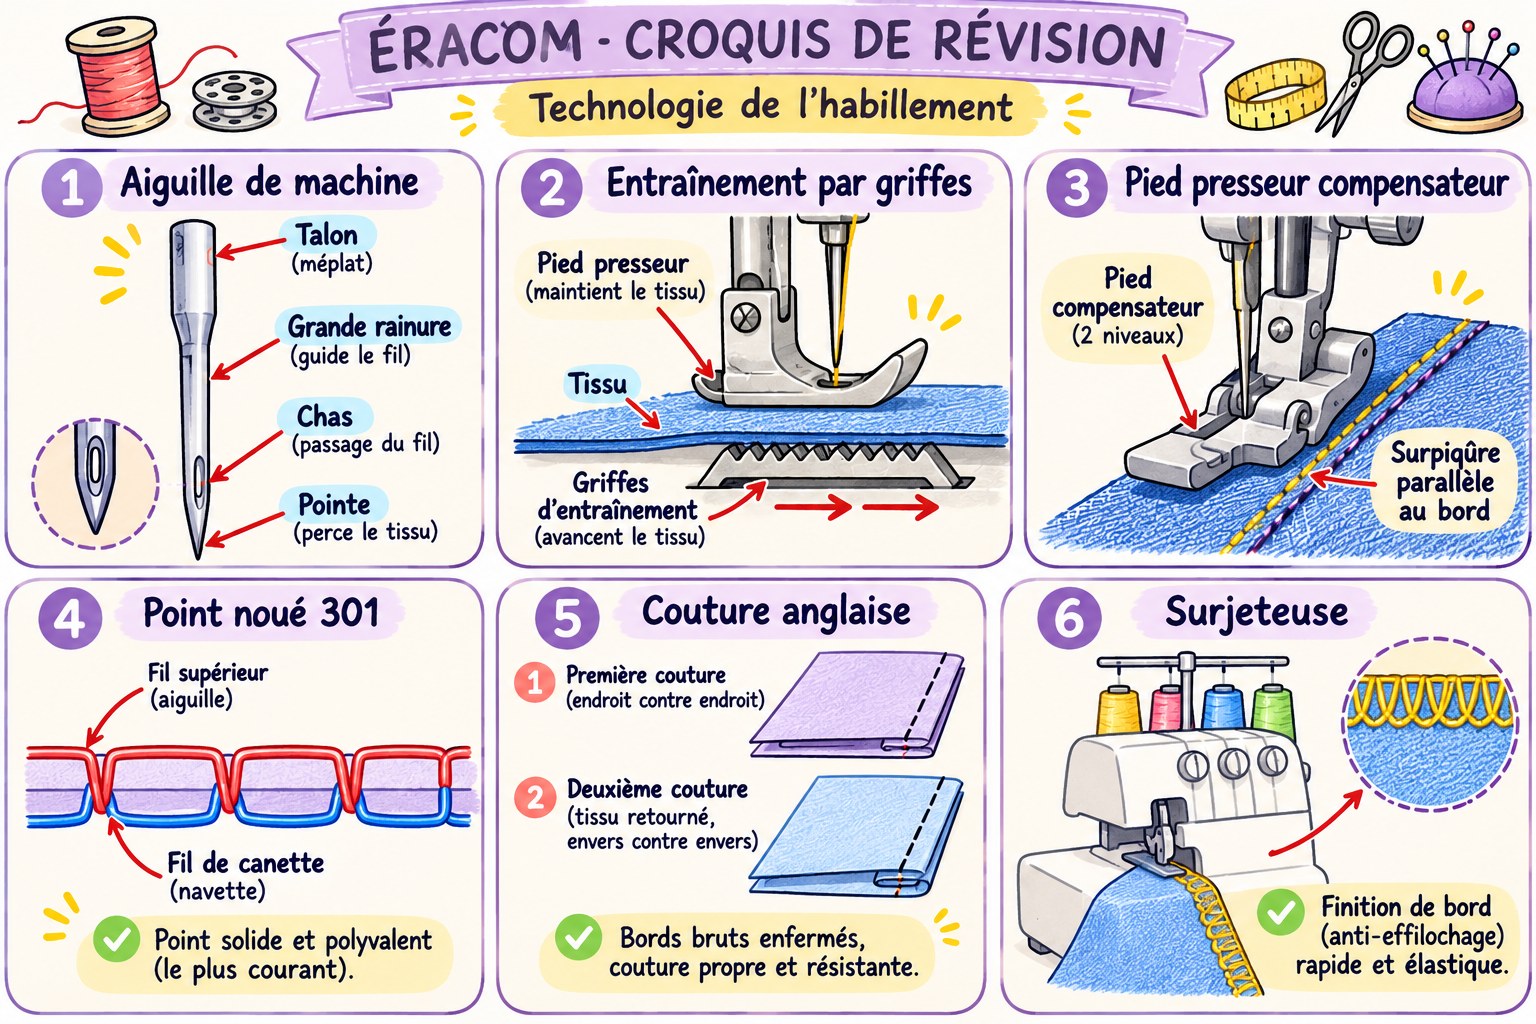 ÉRACOM - CROQUIS DE RÉVISION
Technologie de l'habillement
1 Aiguille de machine
Talon
(méplat)
Grande rainure
(guide le fil)
Chas
(passage du fil)
Pointe
(perce le tissu)
2 Entraînement par griffes
Pied presseur
(maintient le tissu)
Tissu
Griffes
d'entraînement
(avancent le tissu)
3 Pied presseur compensateur
Pied
compensateur
(2 niveaux)
Surpiqûre
parallèle
au bord
4 Point noué 301
Fil supérieur
(aiguille)
Fil de canette
(navette)
Point solide et polyvalent
(le plus courant).
5 Couture anglaise
1 Première couture
(endroit contre endroit)
2 Deuxième couture
(tissu retourné,
envers contre envers)
Bords bruts enfermés,
couture propre et résistante.
6 Surjeteuse
Finition de bord
(anti-effilochage)
rapide et élastique.